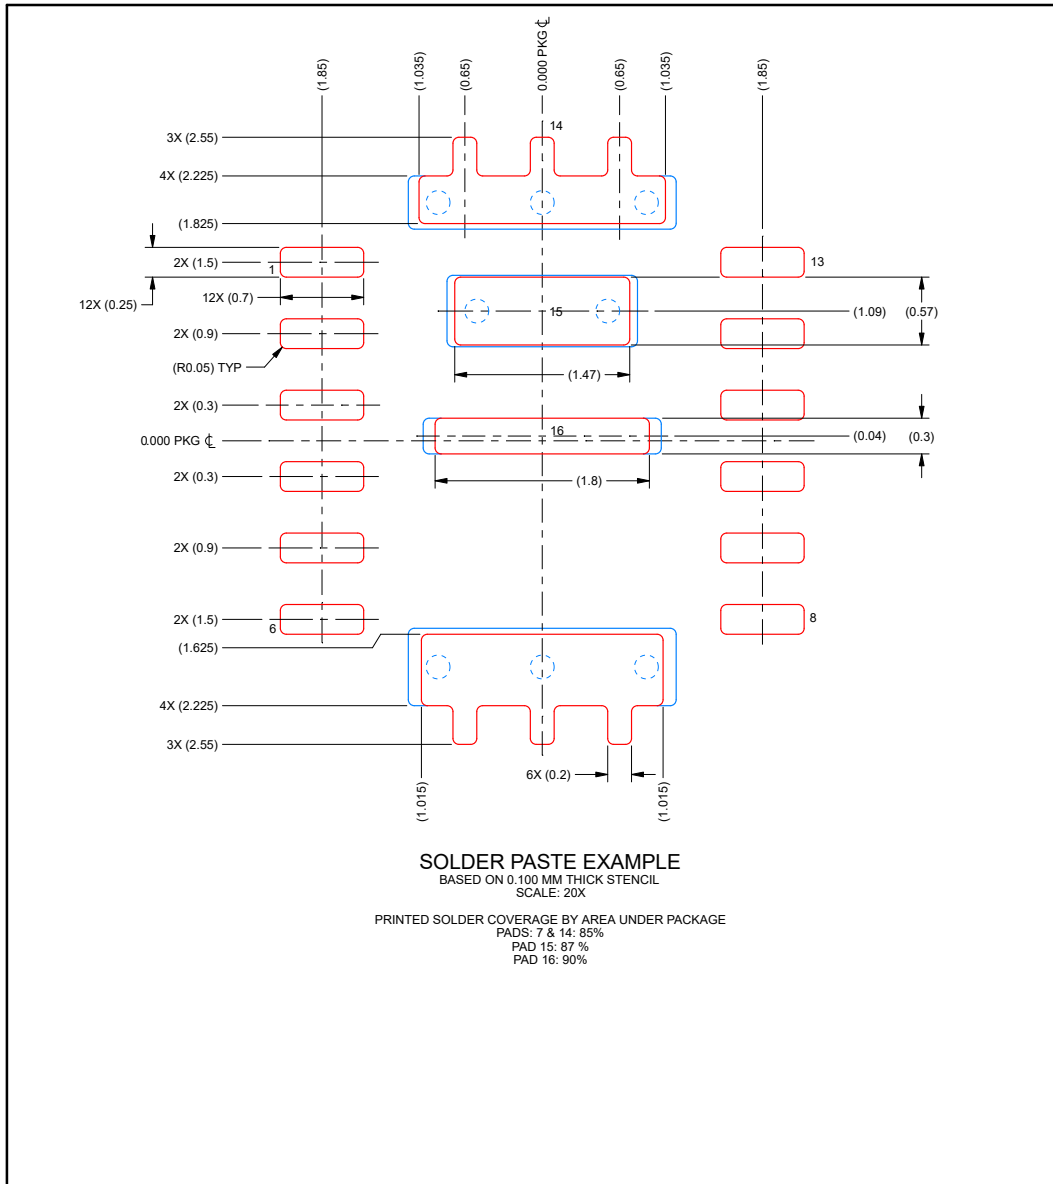 (1.85)
(1.035)
(0.65)
0.000 PKG ℄
(0.65)
(1.035)
(1.85)
14
3X (2.55)
4X (2.225)
(1.825)
2X (1.5)
1
13
12X (0.25)
12X (0.7)
15
(1.09)
(0.57)
2X (0.9)
(R0.05) TYP
(1.47)
2X (0.3)
0.000 PKG ℄
16
(0.04)
(0.3)
2X (0.3)
(1.8)
2X (0.9)
2X (1.5)
6
8
(1.625)
4X (2.225)
3X (2.55)
6X (0.2)
(1.015)
(1.015)
SOLDER PASTE EXAMPLE
BASED ON 0.100 MM THICK STENCIL
SCALE: 20X
PRINTED SOLDER COVERAGE BY AREA UNDER PACKAGE
PADS: 7 & 14: 85%
PAD 15: 87 %
PAD 16: 90%